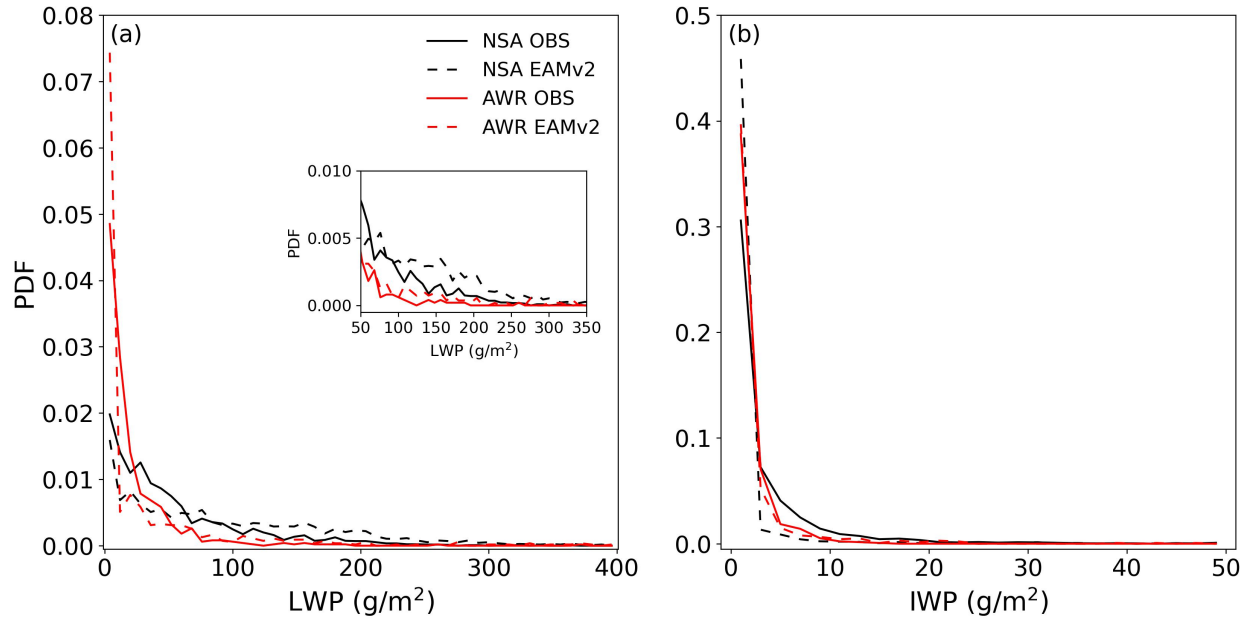 (a)
NSA OBS
NSA EAMv2
AWR OBS
AWR EAMv2
PDF
0.08
0.07
0.06
0.05
0.04
0.03
0.02
0.01
0.00
0 100 200 300 400
LWP (g/m²)
PDF
0.010
0.005
0.000
50 100 150 200 250 300 350
LWP (g/m²)
(b)
0.5
0.4
0.3
0.2
0.1
0.0
0 10 20 30 40 50
IWP (g/m²)